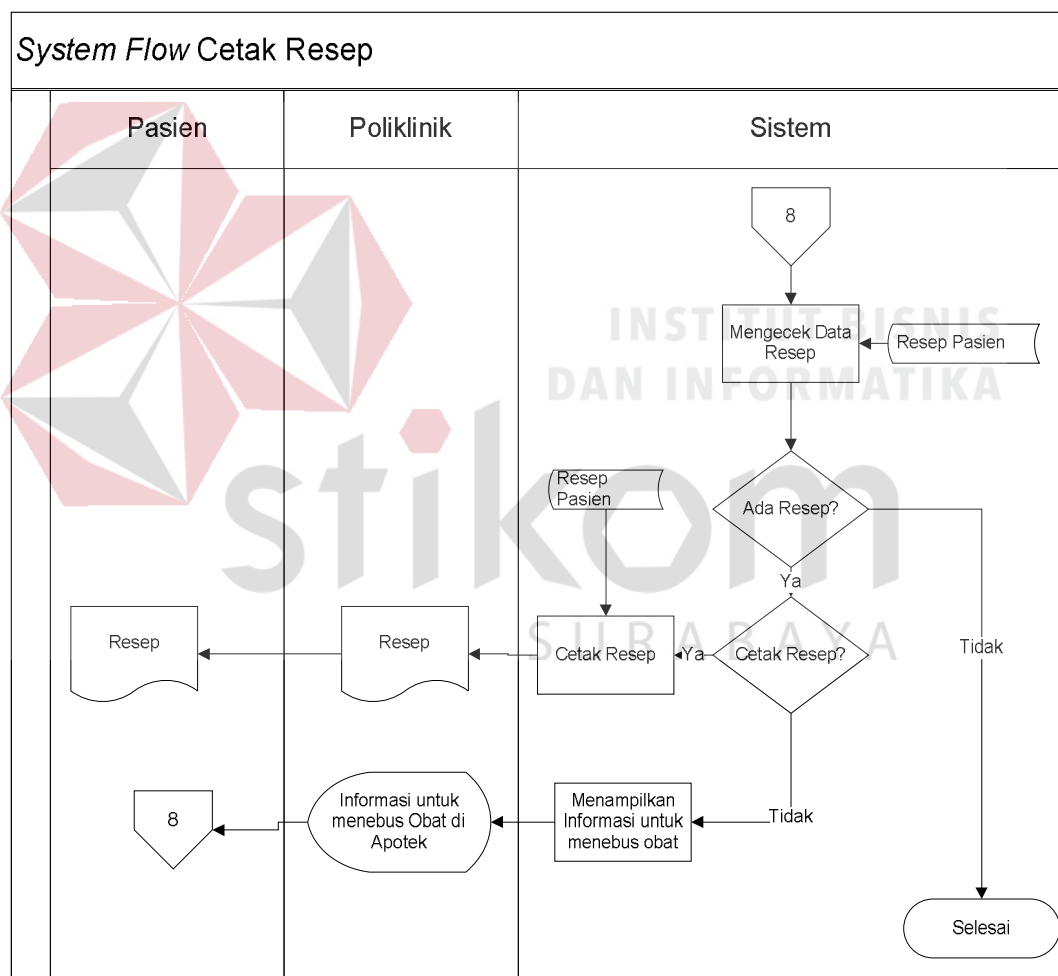 System Flow Cetak Resep
Pasien
Poliklinik
Sistem
8
INSTITUT BISNIS
DAN INFORMATIKA
Mengecek Data
Resep
Resep Pasien
stikom
Resep
Pasien
Ada Resep?
Ya
SURABAYA
Resep
Resep
Cetak Resep
Ya
Cetak Resep?
Tidak
8
Informasi untuk
menebus Obat di
Apotek
Menampilkan
Informasi untuk
menebus obat
Tidak
Selesai